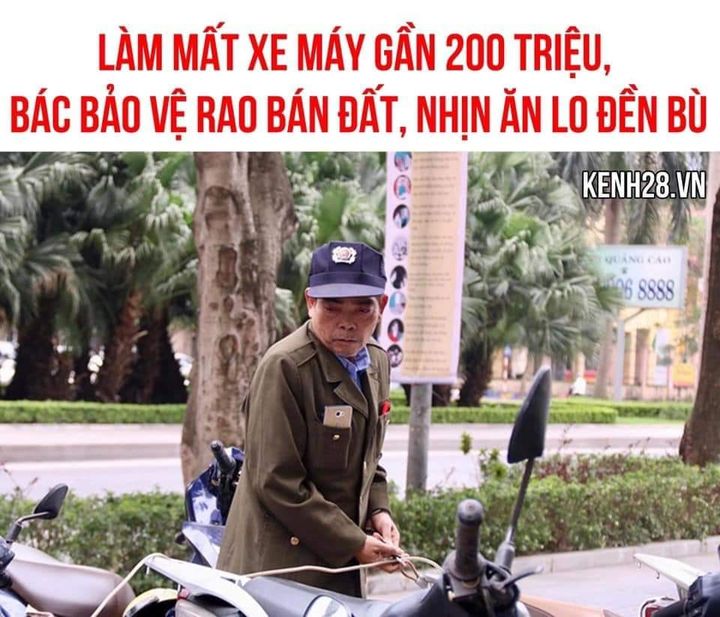 LÀM MẤT XE MÁY GẦN 200 TRIỆU,
BÁC BẢO VỆ RAO BÁN ĐẤT, NHỊN ĂN LO ĐỀN BÙ
KENH28.VN
QUẢNG CÁO
06 8888